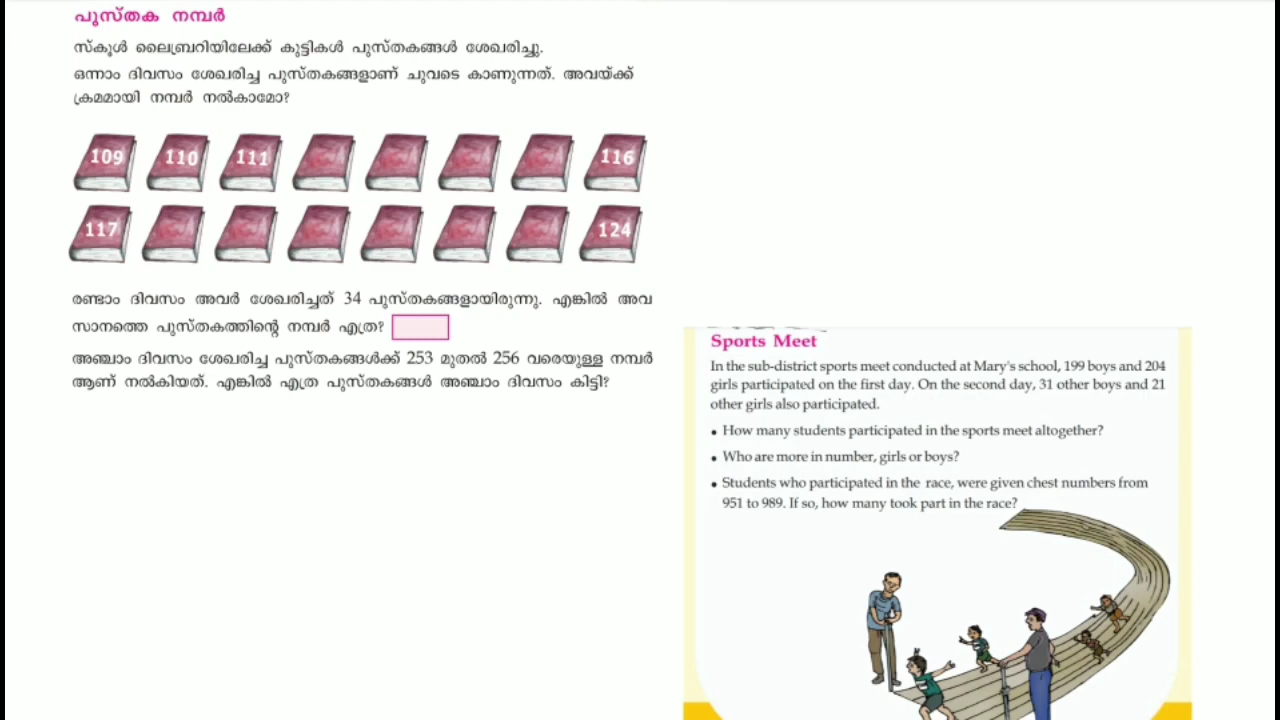 പുസ്തക നമ്പർ
സ്കൂൾ ലൈബ്രറിയിലേക്ക് കുട്ടികൾ പുസ്തകങ്ങൾ ശേഖരിച്ചു.
ഒന്നാം ദിവസം ശേഖരിച്ച പുസ്തകങ്ങളാണ് ചുവടെ കാണുന്നത്. അവയ്ക്ക്
ക്രമമായി നമ്പർ നൽകാമോ?
109 110 111 116
117 124
രണ്ടാം ദിവസം അവർ ശേഖരിച്ചത് 34 പുസ്തകങ്ങളായിരുന്നു. എങ്കിൽ അവ
സാനത്തെ പുസ്തകത്തിന്റെ നമ്പർ എത്ര?
അഞ്ചാം ദിവസം ശേഖരിച്ച പുസ്തകങ്ങൾക്ക് 253 മുതൽ 256 വരെയുള്ള നമ്പർ
ആണ് നൽകിയത്. എങ്കിൽ എത്ര പുസ്തകങ്ങൾ അഞ്ചാം ദിവസം കിട്ടി?
Sports Meet
In the sub-district sports meet conducted at Mary's school, 199 boys and 204
girls participated on the first day. On the second day, 31 other boys and 21
other girls also participated.
• How many students participated in the sports meet altogether?
• Who are more in number, girls or boys?
• Students who participated in the race, were given chest numbers from
951 to 989. If so, how many took part in the race?